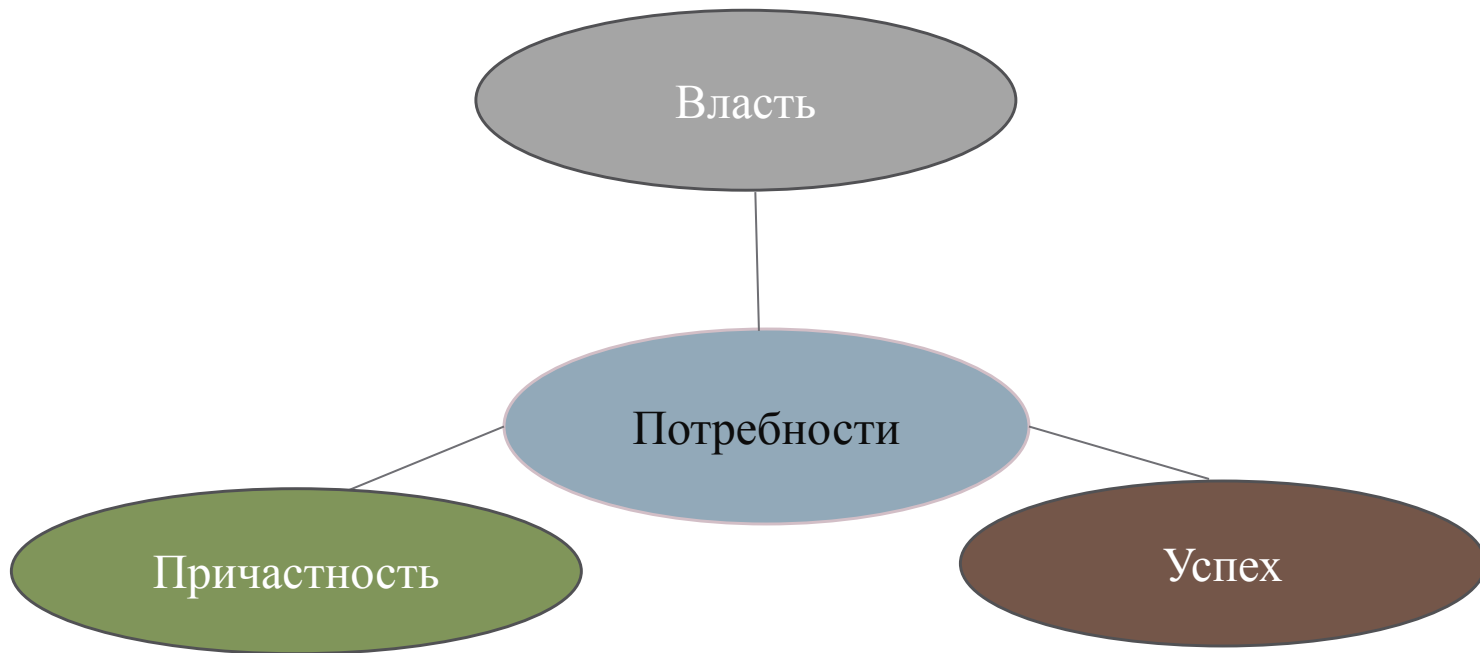 Власть
Потребности
Причастность
Успех